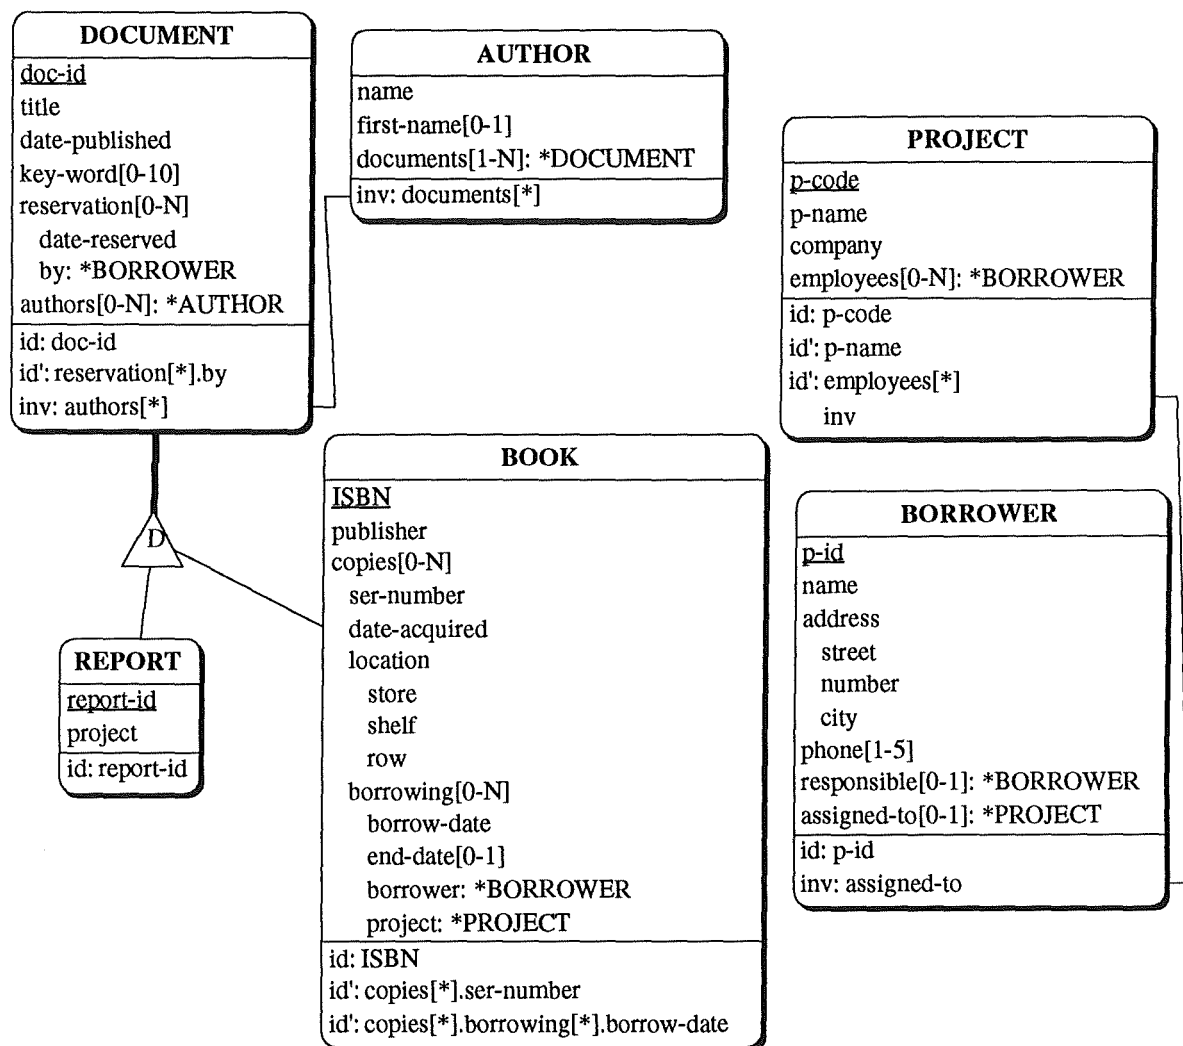 DOCUMENT
doc-id
title
date-published
key-word[0-10]
reservation[0-N]
date-reserved
by: *BORROWER
authors[0-N]: *AUTHOR
id: doc-id
id': reservation[*].by
inv: authors[*]
AUTHOR
name
first-name[0-1]
documents[1-N]: *DOCUMENT
inv: documents[*]
PROJECT
p-code
p-name
company
employees[0-N]: *BORROWER
id: p-code
id': p-name
id': employees[*]
inv
D
REPORT
report-id
project
id: report-id
BOOK
ISBN
publisher
copies[0-N]
ser-number
date-acquired
location
store
shelf
row
borrowing[0-N]
borrow-date
end-date[0-1]
borrower: *BORROWER
project: *PROJECT
id: ISBN
id': copies[*].ser-number
id': copies[*].borrowing[*].borrow-date
BORROWER
p-id
name
address
street
number
city
phone[1-5]
responsible[0-1]: *BORROWER
assigned-to[0-1]: *PROJECT
id: p-id
inv: assigned-to